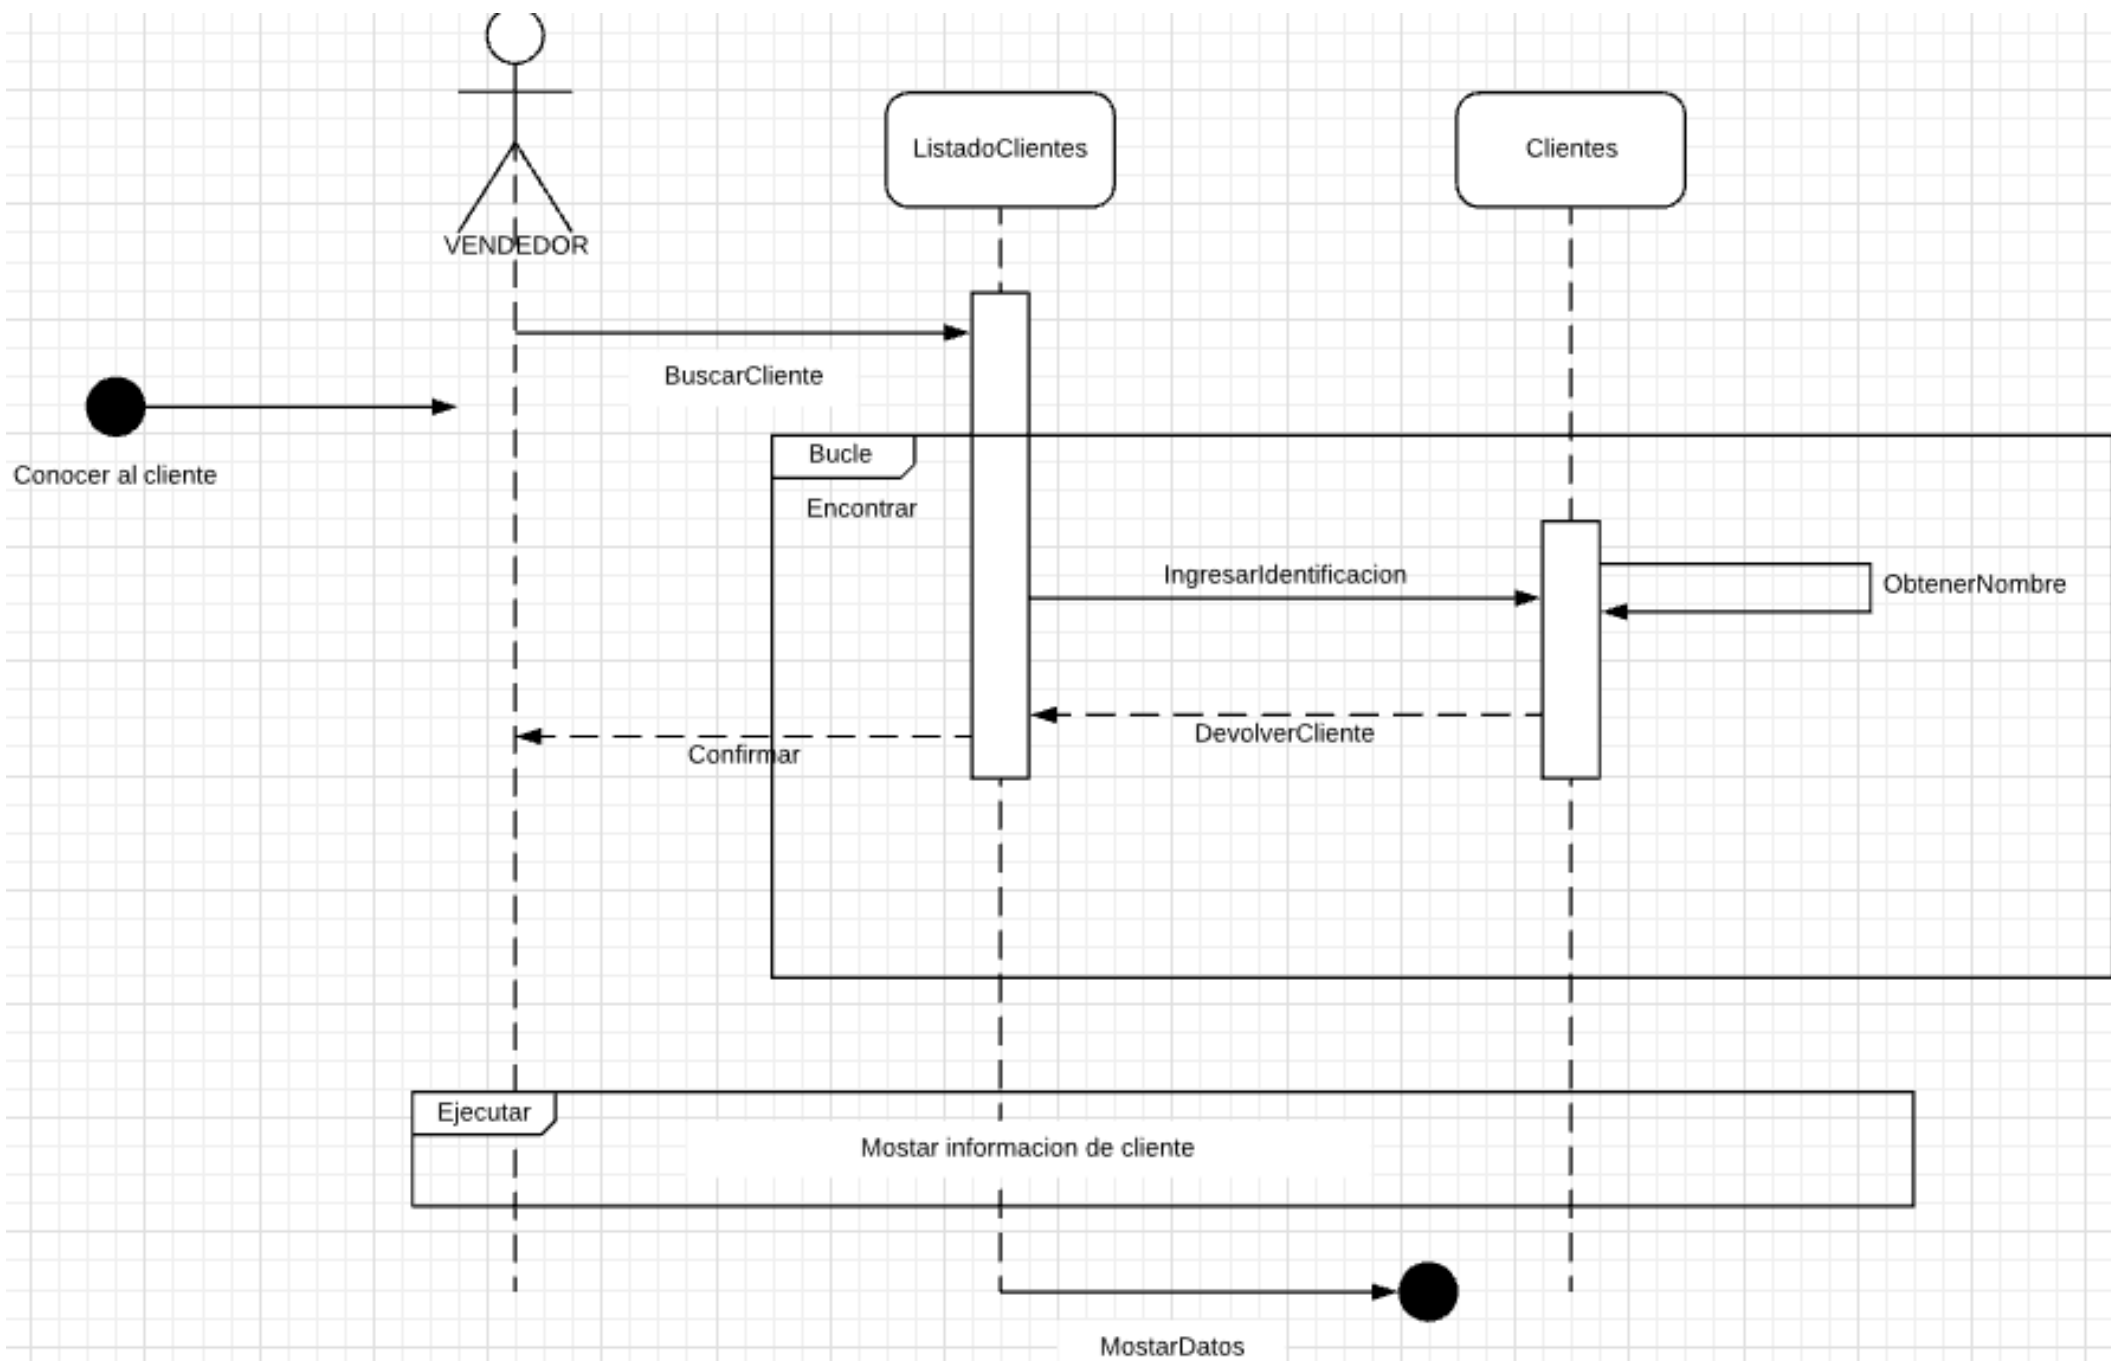 ListadoClientes
Clientes
VENDEDOR
BuscarCliente
Conocer al cliente
Bucle
Encontrar
IngresarIdentificacion
ObtenerNombre
DevolverCliente
Confirmar
Ejecutar
Mostar informacion de cliente
MostarDatos